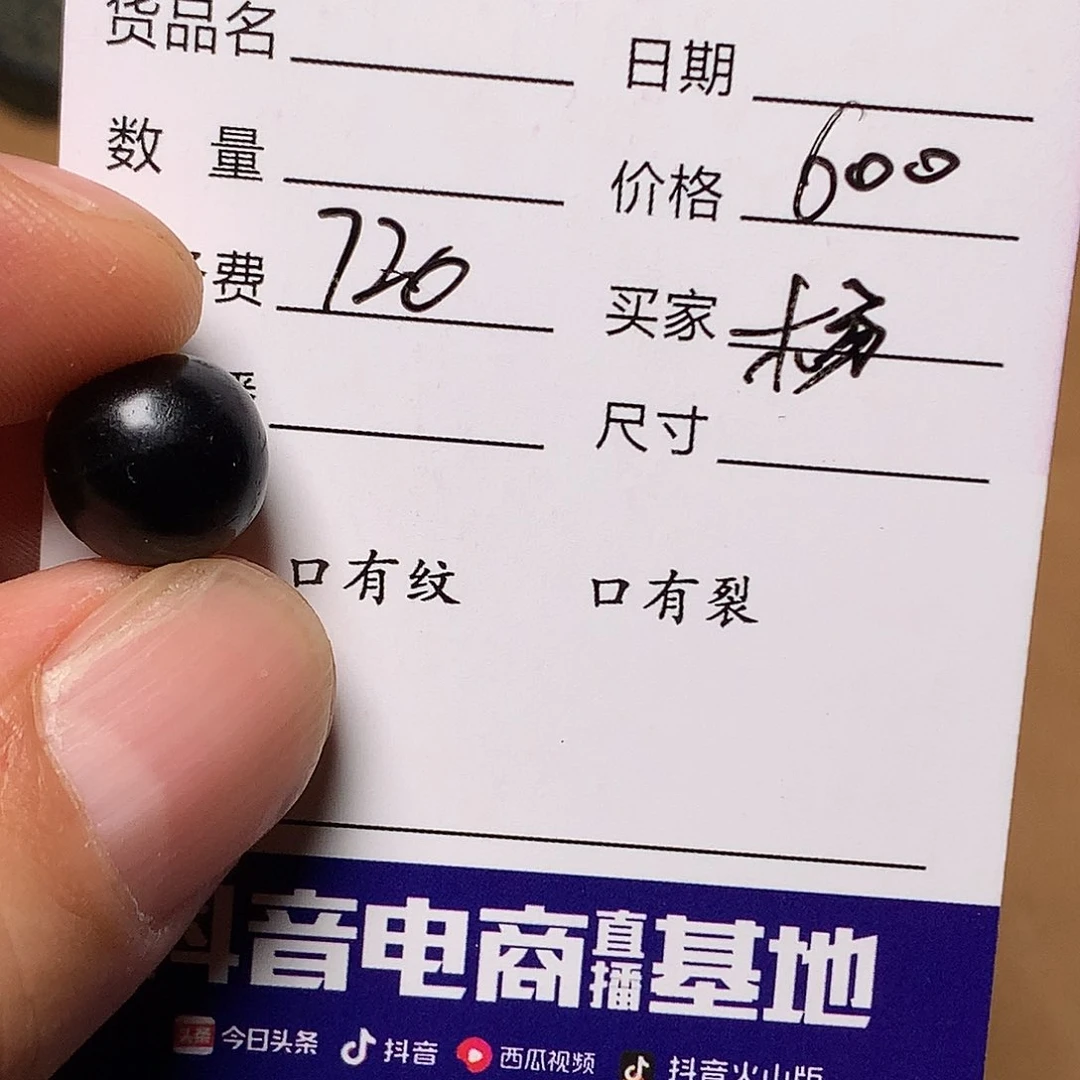 货品名 日期
数 量 价格 600
费 720 买家
尺寸
口有纹 口有裂
抖音电商直播基地
头条 今日头条 抖音 西瓜视频 抖音火山版